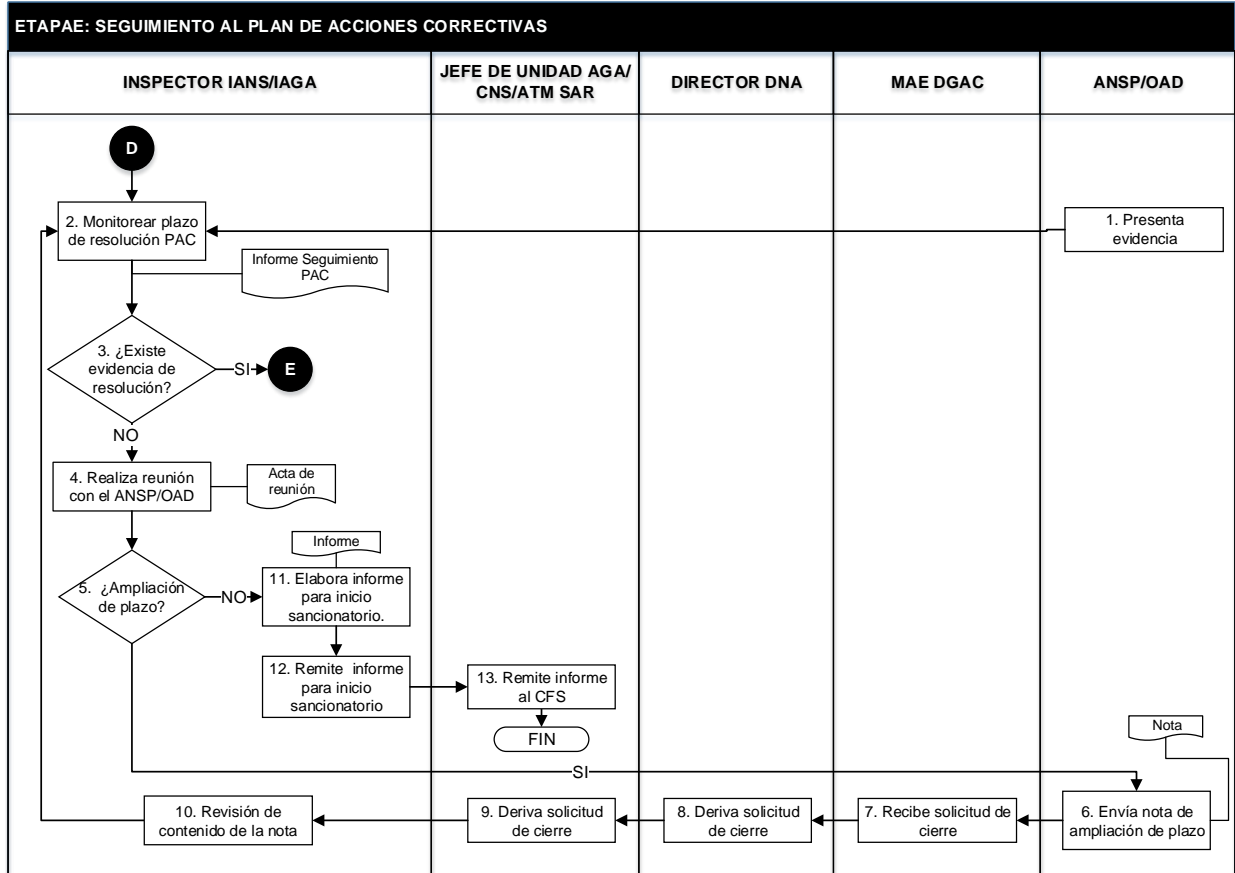 ETAPAE: SEGUIMIENTO AL PLAN DE ACCIONES CORRECTIVAS
INSPECTOR IANS/IAGA
JEFE DE UNIDAD AGA/
CNS/ATM SAR
DIRECTOR DNA
MAE DGAC
ANSP/OAD
D
2. Monitorear plazo
de resolución PAC
1. Presenta
evidencia
Informe Seguimiento
PAC
3. ¿Existe
evidencia de
resolución?
SI
E
NO
4. Realiza reunión
con el ANSP/OAD
Acta de
reunión
Informe
5. ¿Ampliación
de plazo?
NO
11. Elabora informe
para inicio
sancionatorio.
12. Remite informe
para inicio
sancionatorio
13. Remite informe
al CFS
FIN
Nota
SI
10. Revisión de
contenido de la nota
9. Deriva solicitud
de cierre
8. Deriva solicitud
de cierre
7. Recibe solicitud de
cierre
6. Envía nota de
ampliación de plazo